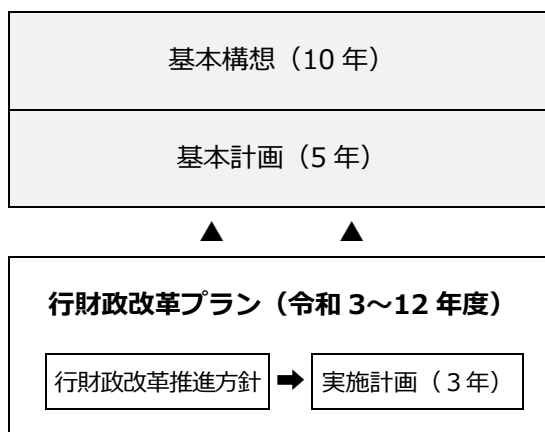 基本構想（10 年）
基本計画（5 年）
▲ ▲
行財政改革プラン（令和 3～12 年度）
行財政改革推進方針 ➡ 実施計画（３年）